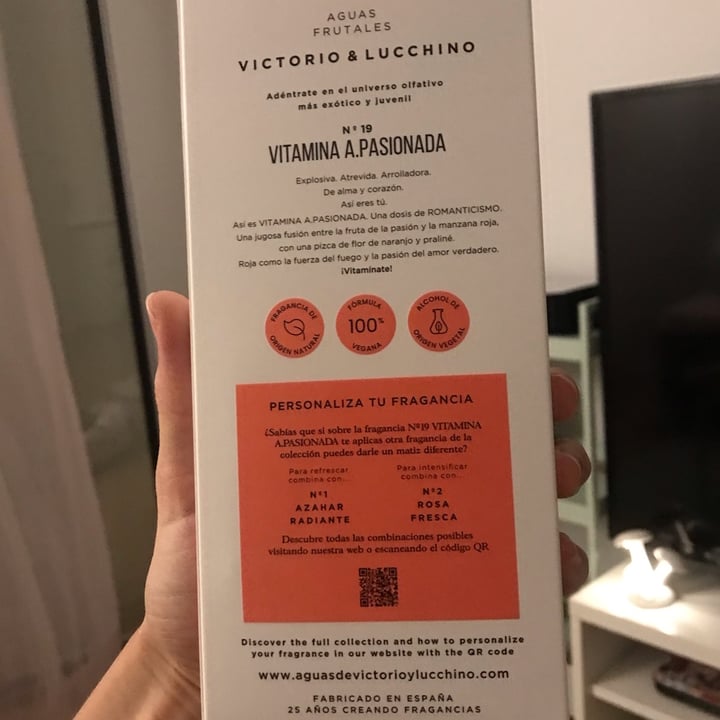 AGUAS
FRUTALES
VICTORIO & LUCCHINO
Adéntrate en el universo olfativo
más exótico y juvenil
Nº 19
VITAMINA A.PASIONADA
Explosiva. Atrevida. Arrolladora.
De alma y corazón.
Así eres tú.
Así es VITAMINA A.PASIONADA. Una dosis de ROMANTICISMO.
Una jugosa fusión entre la fruta de la pasión y la manzana roja,
con una pizca de flor de naranjo y praliné.
Roja como la fuerza del fuego y la pasión del amor verdadero.
¡Vitamínate!
FRAGANCIA DE
ORIGEN NATURAL
FÓRMULA
100%
VEGANA
ALCOHOL DE
ORIGEN VEGETAL
PERSONALIZA TU FRAGANCIA
¿Sabías que si sobre la fragancia Nº19 VITAMINA
A.PASIONADA te aplicas otra fragancia de la
colección puedes darle un matiz diferente?
Para refrescar
combina con...
Nº1
AZAHAR
RADIANTE
Para intensificar
combina con...
Nº2
ROSA
FRESCA
Descubre todas las combinaciones posibles
visitando nuestra web o escaneando el código QR
Discover the full collection and how to personalize
your fragrance in our website with the QR code
www.aguasdevictorioylucchino.com
FABRICADO EN ESPAÑA
25 AÑOS CREANDO FRAGANCIAS